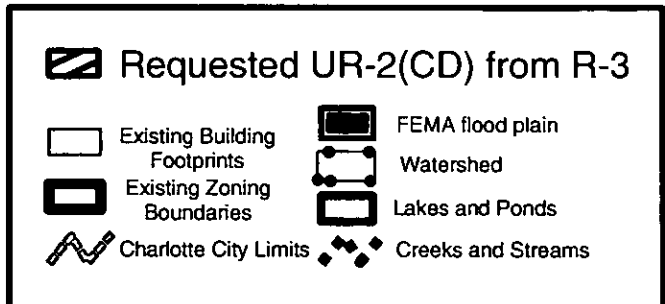 Requested UR-2(CD) from R-3
Existing Building
Footprints
Existing Zoning
Boundaries
Charlotte City Limits
FEMA flood plain
Watershed
Lakes and Ponds
Creeks and Streams